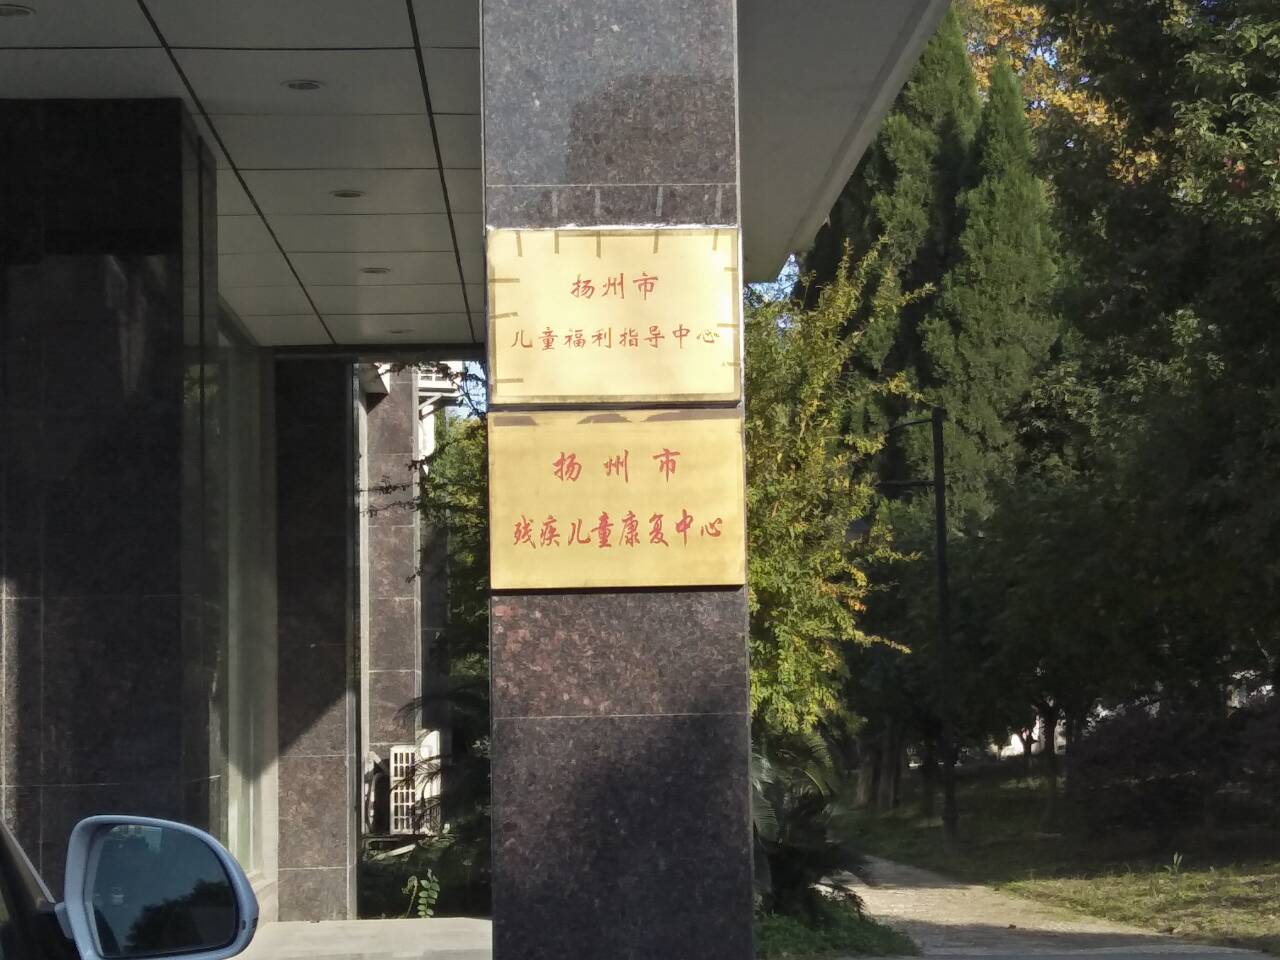 扬州市
儿童福利指导中心
扬州市
残疾儿童康复中心